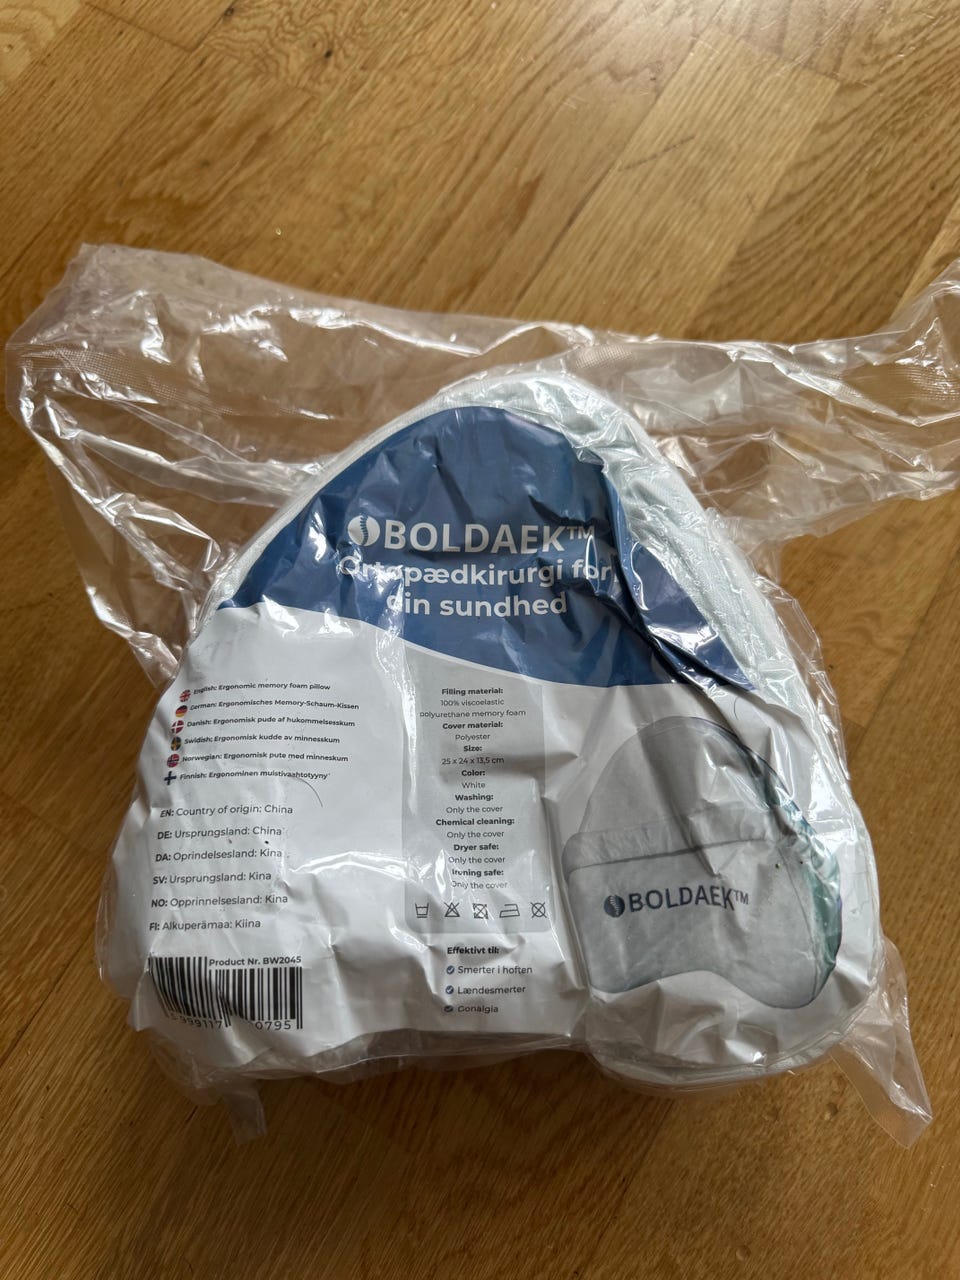 BOLDAEK™
Ortopædkirurgi for
din sundhed
English: Ergonomic memory foam pillow
German: Ergonomisches Memory-Schaum-Kissen
Danish: Ergonomisk pude af hukommelsesskum
Swidish: Ergonomisk kudde av minnesskum
Norwegian: Ergonomisk pute med minneskum
Finnish: Ergonominen muistivaahtotyyny
EN: Country of origin: China
DE: Ursprungsland: China
DA: Oprindelsesland: Kina
SV: Ursprungsland: Kina
NO: Opprinnelsesland: Kina
FI: Alkuperämaa: Kiina
Product Nr. BW2045
Filling material:
100% viscoelastic
polyurethane memory foam
Cover material:
Polyester
Size:
25 x 24 x 13,5 cm
Color:
White
Washing:
Only the cover
Chemical cleaning:
Only the cover
Dryer safe:
Only the cover
Ironing safe:
Only the cover
Effektivt til:
Smerter i hoften
Lændesmerter
Gonalgia
BOLDAEK™